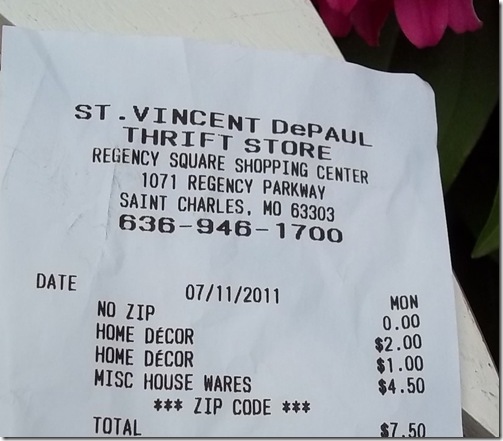 ST.VINCENT DePAUL
THRIFT STORE
REGENCY SQUARE SHOPPING CENTER
1071 REGENCY PARKWAY
SAINT CHARLES, MO 63303
636-946-1700
DATE 07/11/2011 MON
NO ZIP 0.00
HOME DÉCOR $2.00
HOME DÉCOR $1.00
MISC HOUSE WARES $4.50
*** ZIP CODE ***
TOTAL $7.50